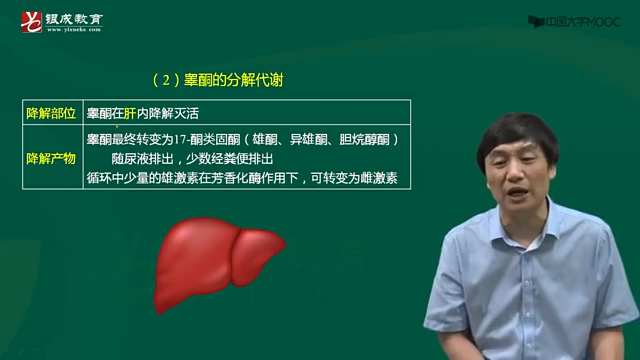 银成教育
www.yixueks.com
中国大学MOOC
（2）睾酮的分解代谢
降解部位 睾酮在肝内降解灭活
睾酮最终转变为17-酮类固酮（雄酮、异雄酮、胆烷醇酮）
降解产物 随尿液排出，少数经粪便排出
循环中少量的雄激素在芳香化酶作用下，可转变为雌激素